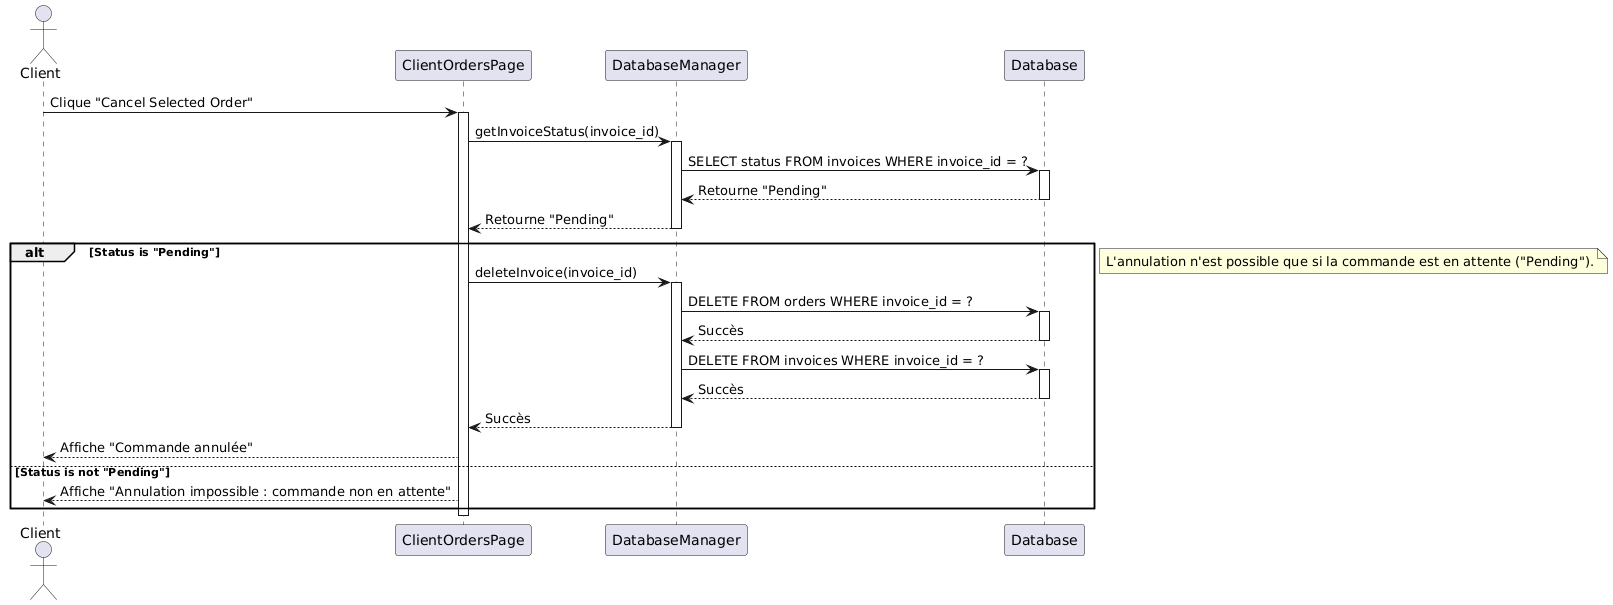 Client
ClientOrdersPage
DatabaseManager
Database
Clique "Cancel Selected Order"
getInvoiceStatus(invoice_id)
SELECT status FROM invoices WHERE invoice_id = ?
Retourne "Pending"
Retourne "Pending"
alt
[Status is "Pending"]
L'annulation n'est possible que si la commande est en attente ("Pending").
deleteInvoice(invoice_id)
DELETE FROM orders WHERE invoice_id = ?
Succès
DELETE FROM invoices WHERE invoice_id = ?
Succès
Succès
Affiche "Commande annulée"
[Status is not "Pending"]
Affiche "Annulation impossible : commande non en attente"
Client
ClientOrdersPage
DatabaseManager
Database